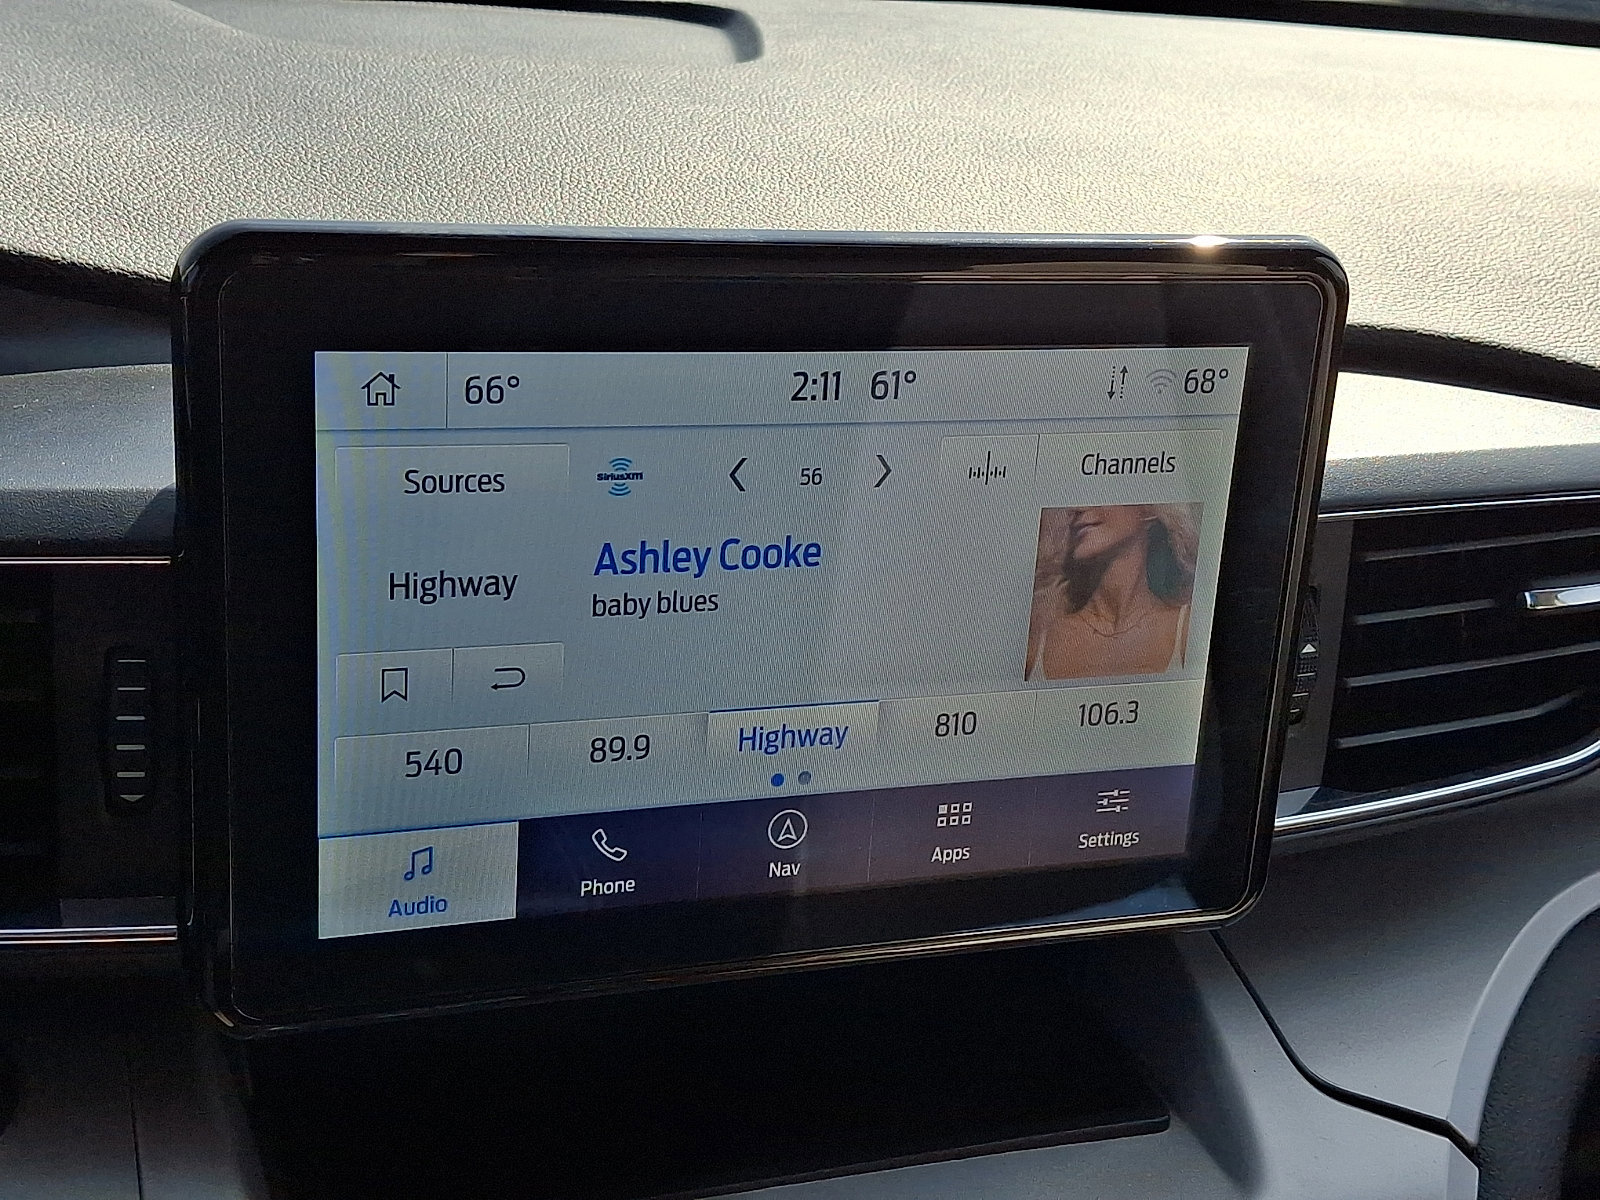 66°
2:11 61°
68°
Sources
SiriusXM
56
Channels
Highway
Ashley Cooke
baby blues
540
89.9
Highway
810
106.3
Audio
Phone
Nav
Apps
Settings